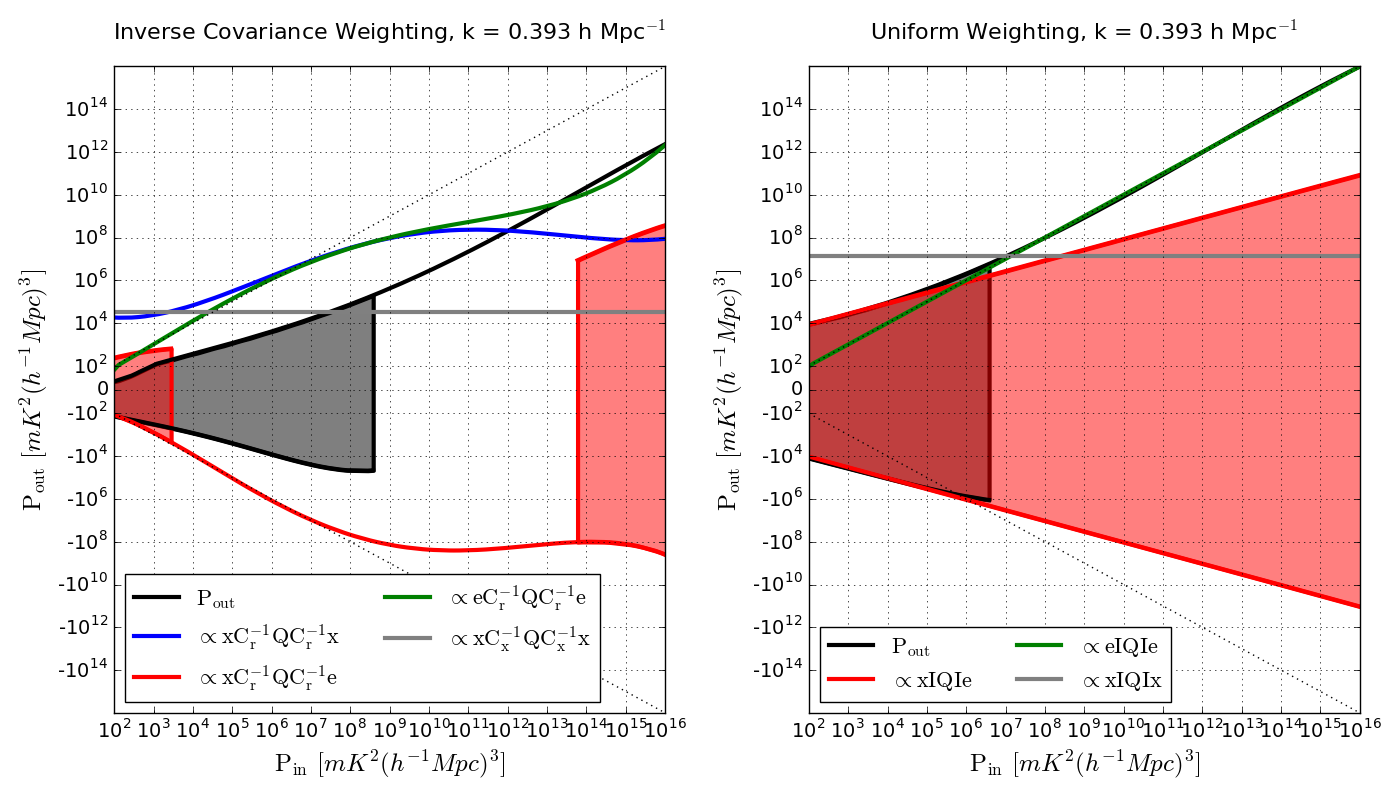 Inverse Covariance Weighting, k = 0.393 h Mpc⁻¹
P_out [mK²(h⁻¹Mpc)³]
10¹⁴
10¹²
10¹⁰
10⁸
10⁶
10⁴
10²
0
-10²
-10⁴
-10⁶
-10⁸
-10¹⁰
-10¹²
-10¹⁴
P_out
∝ xC_r⁻¹QC_r⁻¹x
∝ xC_r⁻¹QC_r⁻¹e
∝ eC_r⁻¹QC_r⁻¹e
∝ xC_x⁻¹QC_x⁻¹x
10² 10³ 10⁴ 10⁵ 10⁶ 10⁷ 10⁸ 10⁹ 10¹⁰ 10¹¹ 10¹² 10¹³ 10¹⁴ 10¹⁵ 10¹⁶
P_in [mK²(h⁻¹Mpc)³]
Uniform Weighting, k = 0.393 h Mpc⁻¹
P_out [mK²(h⁻¹Mpc)³]
10¹⁴
10¹²
10¹⁰
10⁸
10⁶
10⁴
10²
0
-10²
-10⁴
-10⁶
-10⁸
-10¹⁰
-10¹²
-10¹⁴
P_out
∝ xIQIe
∝ eIQIe
∝ xIQIx
10² 10³ 10⁴ 10⁵ 10⁶ 10⁷ 10⁸ 10⁹ 10¹⁰ 10¹¹ 10¹² 10¹³ 10¹⁴ 10¹⁵ 10¹⁶
P_in [mK²(h⁻¹Mpc)³]